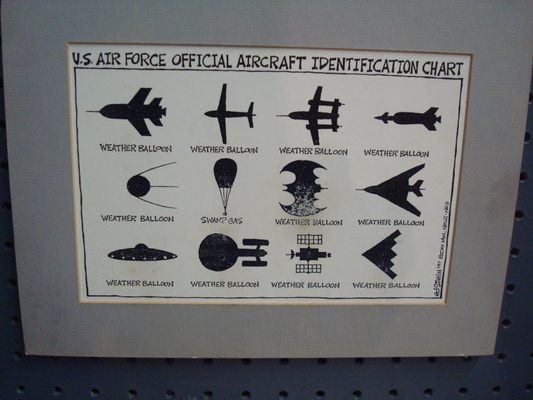 U.S. AIR FORCE OFFICIAL AIRCRAFT IDENTIFICATION CHART
WEATHER BALLOON WEATHER BALLOON WEATHER BALLOON WEATHER BALLOON
WEATHER BALLOON SWAMP GAS WEATHER BALLOON WEATHER BALLOON
WEATHER BALLOON WEATHER BALLOON WEATHER BALLOON WEATHER BALLOON